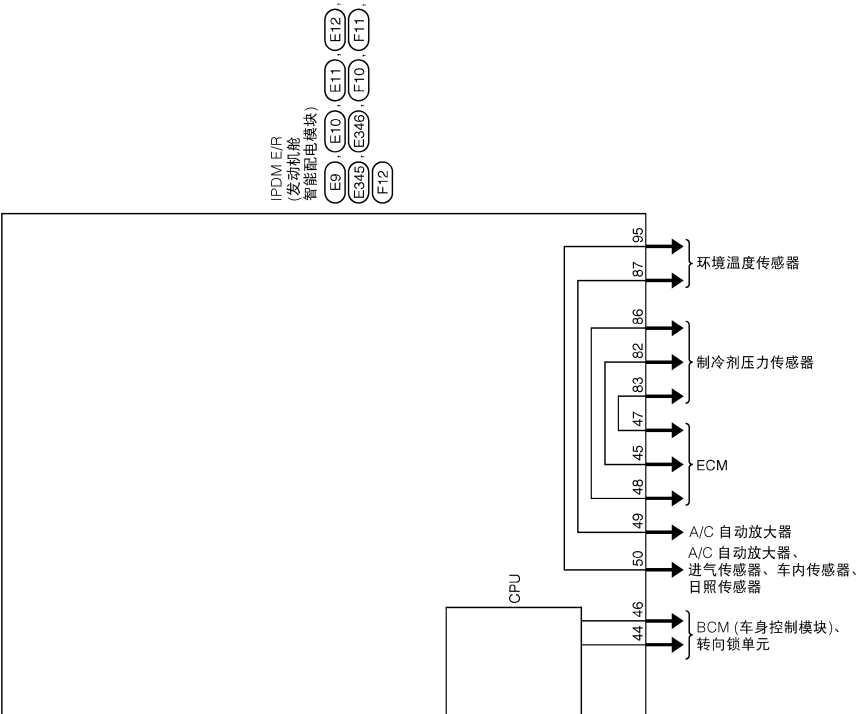 IPDM E/R
(发动机舱
智能配电模块)
E9, E10, E11, E12,
E345, E346, F10, F11,
F12
95
87
环境温度传感器
86
82
83
制冷剂压力传感器
47
45
48
ECM
49
A/C 自动放大器
50
A/C 自动放大器、
进气传感器、车内传感器、
日照传感器
CPU
46
44
BCM (车身控制模块)、
转向锁单元